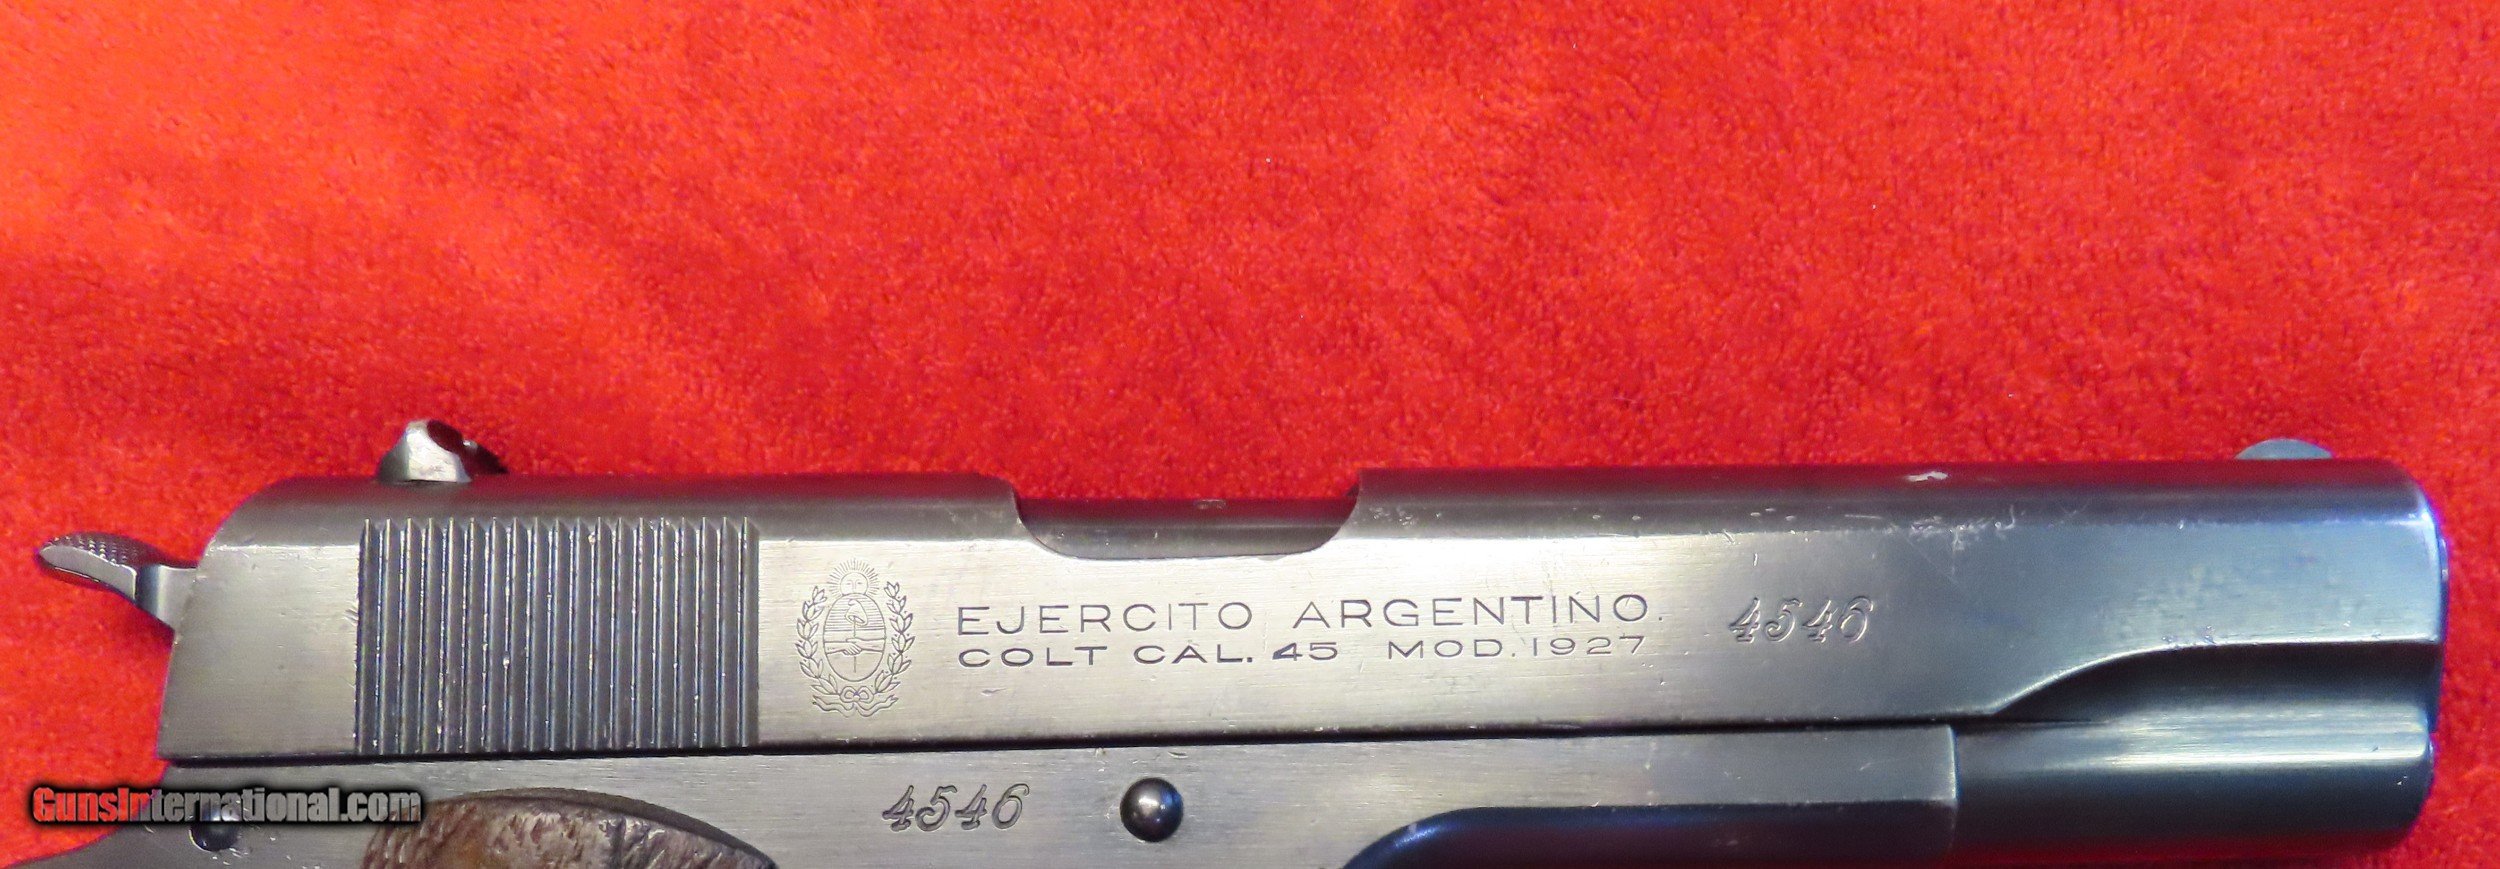 EJERCITO ARGENTINO.
COLT CAL. 45 MOD. 1927
4546
4546
GunsInternational.com